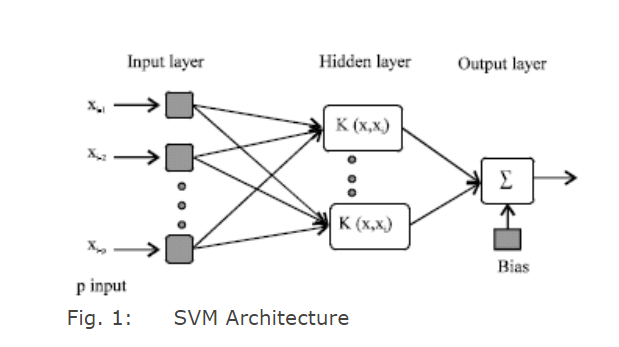 Input layer
Hidden layer
Output layer
K (x,x,)
Σ
K (x,x,)
Bias
p input
Fig. 1: SVM Architecture